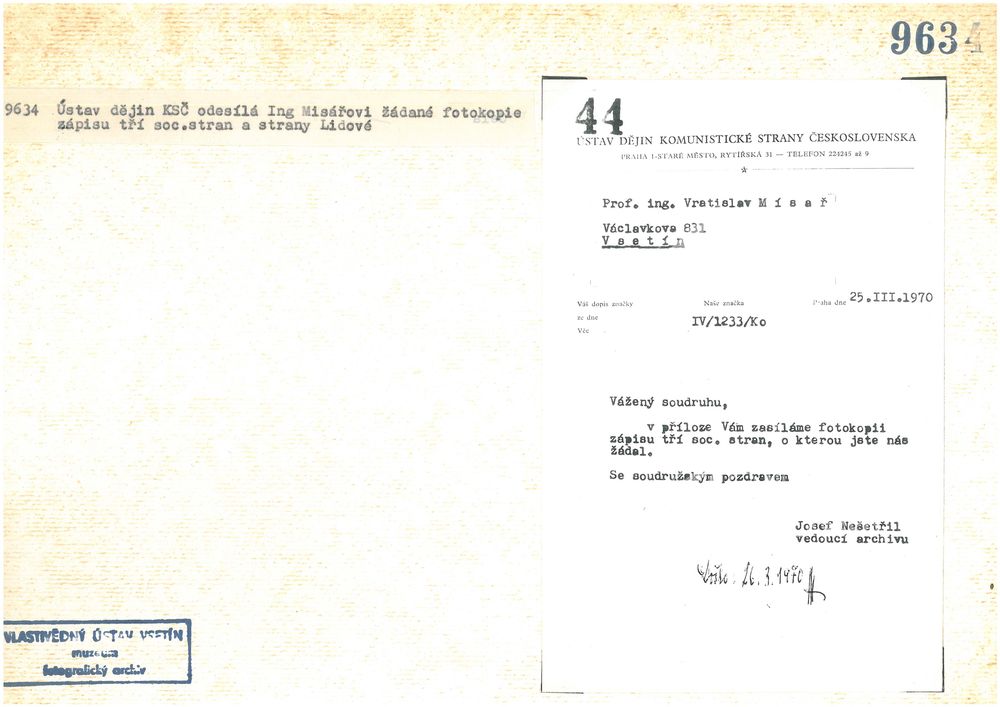 9634
9634 Ústav dějin KSČ odesílá Ing Misářovi žádané fotokopie
zápisu tří soc.stran a strany Lidové
44
ÚSTAV DĚJIN KOMUNISTICKÉ STRANY ČESKOSLOVENSKA
PRAHA 1-STARÉ MĚSTO, RYTÍŘSKÁ 31 — TELEFON 224245 až 9
Prof. ing. Vratislav M í s a ř
Václavkova 831
V s e t í n
Váš dopis značky Naše značka Praha dne 25.III.1970
ze dne IV/1233/Ko
Věc
Vážený soudruhu,
v příloze Vám zasíláme fotokopii
zápisu tří soc. stran, o kterou jste nás
žádal.
Se soudružským pozdravem
Josef Nešetřil
vedoucí archivu
Došlo: 26.3.1970
VLASTIVĚDNÝ ÚSTAV VSETÍN
muzeum
fotografický archiv